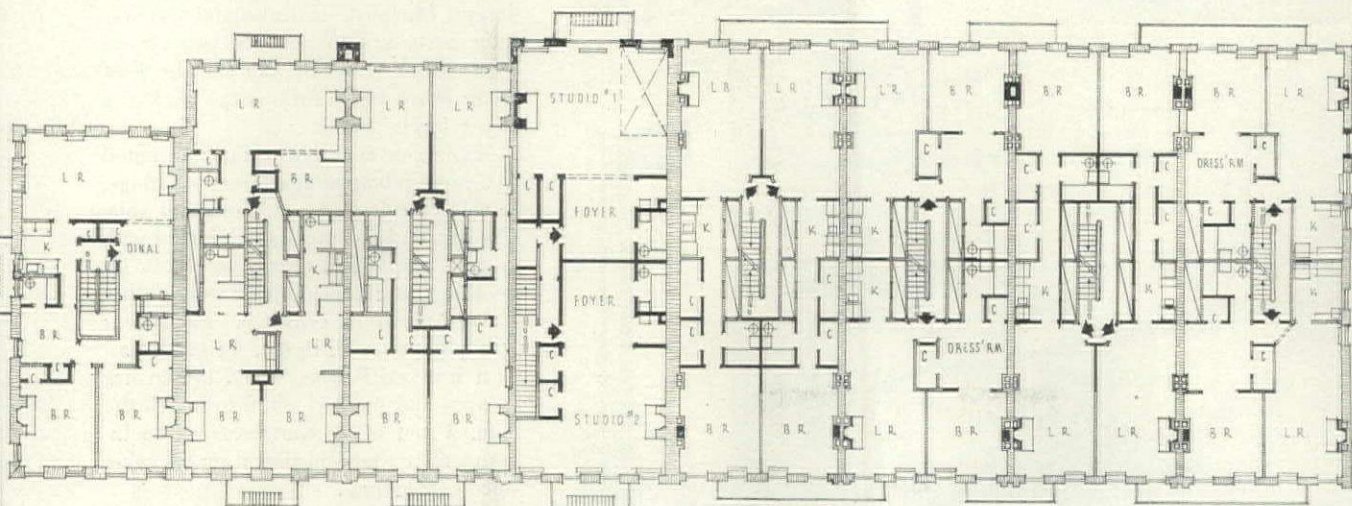 L.R. L.R. L.R. STUDIO #1 L.R. L.R. L.R. B.R. B.R. B.R. B.R. L.R.
L.R. C C B.R. C C DRESS'RM C
C C FOYER
K DINAL C K K K C C C K C K
K FOYER K K C K K
B.R. C L.R. L.R. C C C C C C DRESS'RM C C
C C C
B.R. B.R. B.R. B.R. B.R. B.R. STUDIO #2 B.R. B.R. L.R. B.R. L.R. L.R. B.R. L.R.